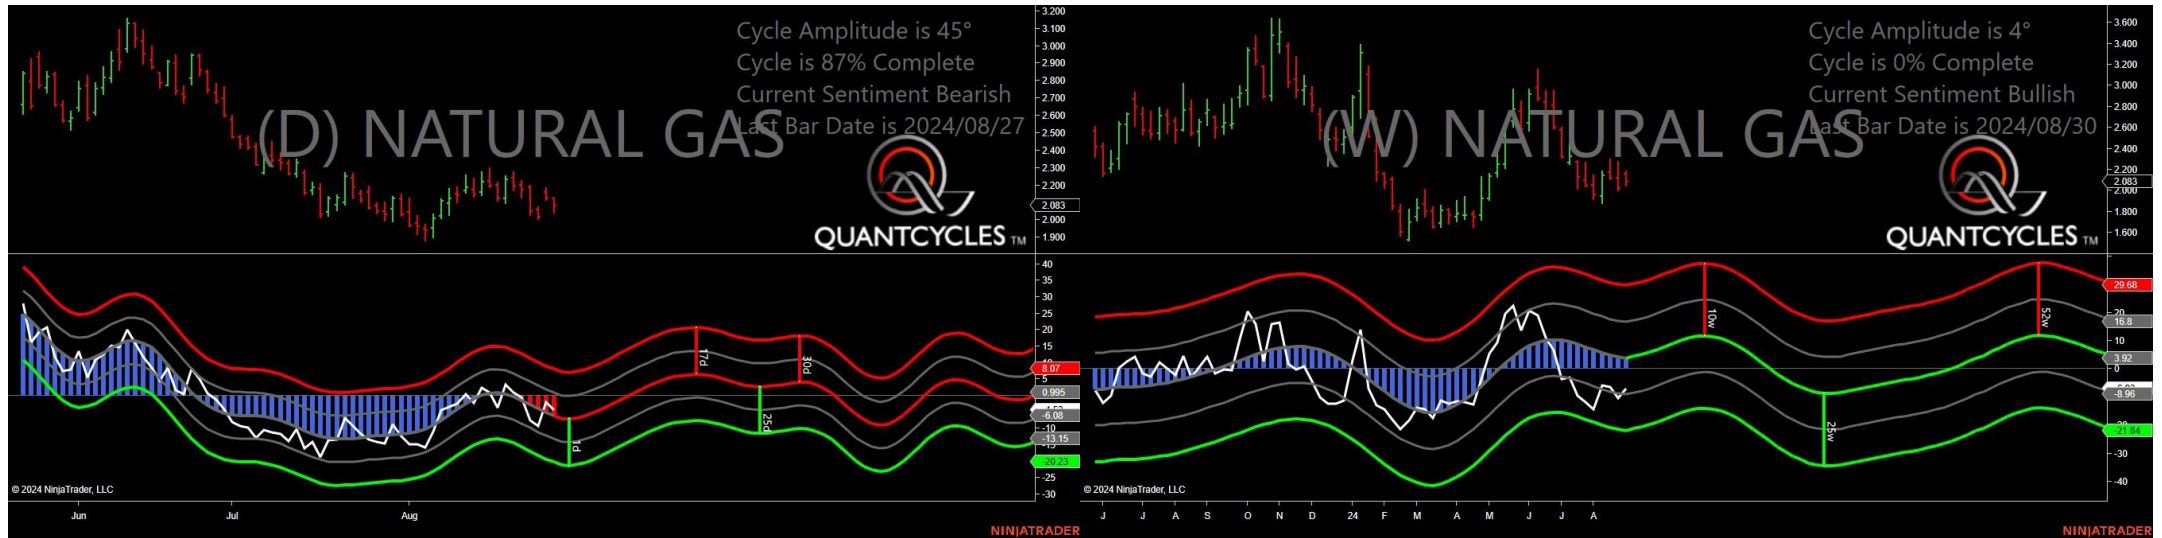 Cycle Amplitude is 45°
Cycle is 87% Complete
Current Sentiment Bearish
Last Bar Date is 2024/08/27
(D) NATURAL GAS
QUANTCYCLES TM
3.200
3.100
3.000
2.900
2.800
2.700
2.600
2.500
2.400
2.300
2.200
2.083
2.000
1.900
40
35
30
25
20
15
8.07
5
0.995
-6.08
-10
-13.15
-20.23
-25
-30
17d
30d
25d
1d
© 2024 NinjaTrader, LLC
Jun
Jul
Aug
NINJATRADER
Cycle Amplitude is 4°
Cycle is 0% Complete
Current Sentiment Bullish
Last Bar Date is 2024/08/30
(W) NATURAL GAS
QUANTCYCLES TM
3.600
3.400
3.200
3.000
2.800
2.600
2.400
2.200
2.083
2.000
1.800
1.600
29.68
20
16.8
10
3.92
0
-8.96
-21.84
-30
-40
10w
52w
25w
© 2024 NinjaTrader, LLC
J
J
A
S
O
N
D
24
F
M
A
M
J
J
A
NINJATRADER